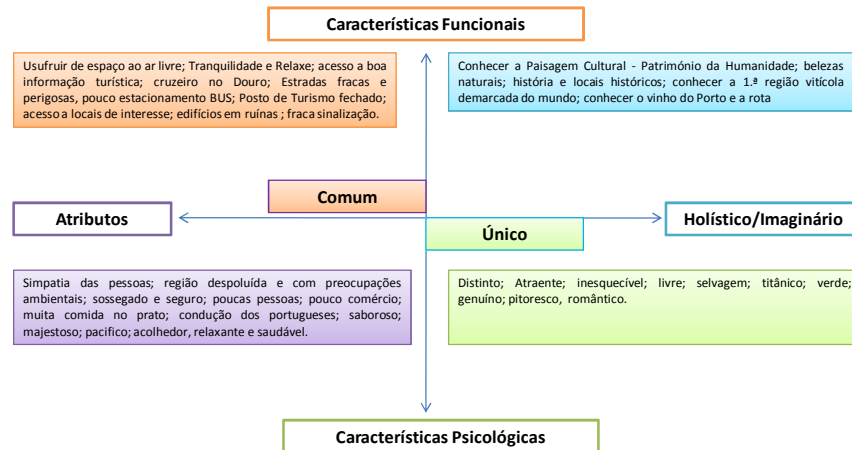 Características Funcionais
Usufruir de espaço ao ar livre; Tranquilidade e Relaxe; acesso a boa
informação turística; cruzeiro no Douro; Estradas fracas e
perigosas, pouco estacionamento BUS; Posto de Turismo fechado;
acesso a locais de interesse; edifícios em ruínas ; fraca sinalização.
Conhecer a Paisagem Cultural - Património da Humanidade; belezas
naturais; história e locais históricos; conhecer a 1.ª região vitícola
demarcada do mundo; conhecer o vinho do Porto e a rota
Comum
Atributos
Único
Holístico/Imaginário
Simpatia das pessoas; região despoluída e com preocupações
ambientais; sossegado e seguro; poucas pessoas; pouco comércio;
muita comida no prato; condução dos portugueses; saboroso;
majestoso; pacifico; acolhedor, relaxante e saudável.
Distinto; Atraente; inesquecível; livre; selvagem; titânico; verde;
genuíno; pitoresco, romântico.
Características Psicológicas